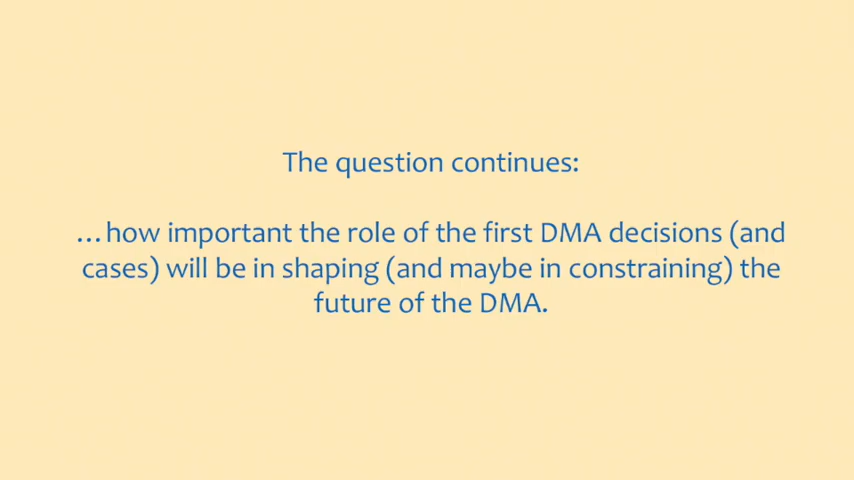 The question continues:
…how important the role of the first DMA decisions (and
cases) will be in shaping (and maybe in constraining) the
future of the DMA.